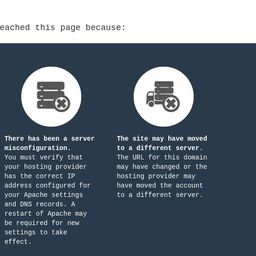 eached this page because:
There has been a server
misconfiguration.
You must verify that
your hosting provider
has the correct IP
address configured for
your Apache settings
and DNS records. A
restart of Apache may
be required for new
settings to take
effect.
The site may have moved
to a different server.
The URL for this domain
may have changed or the
hosting provider may
have moved the account
to a different server.